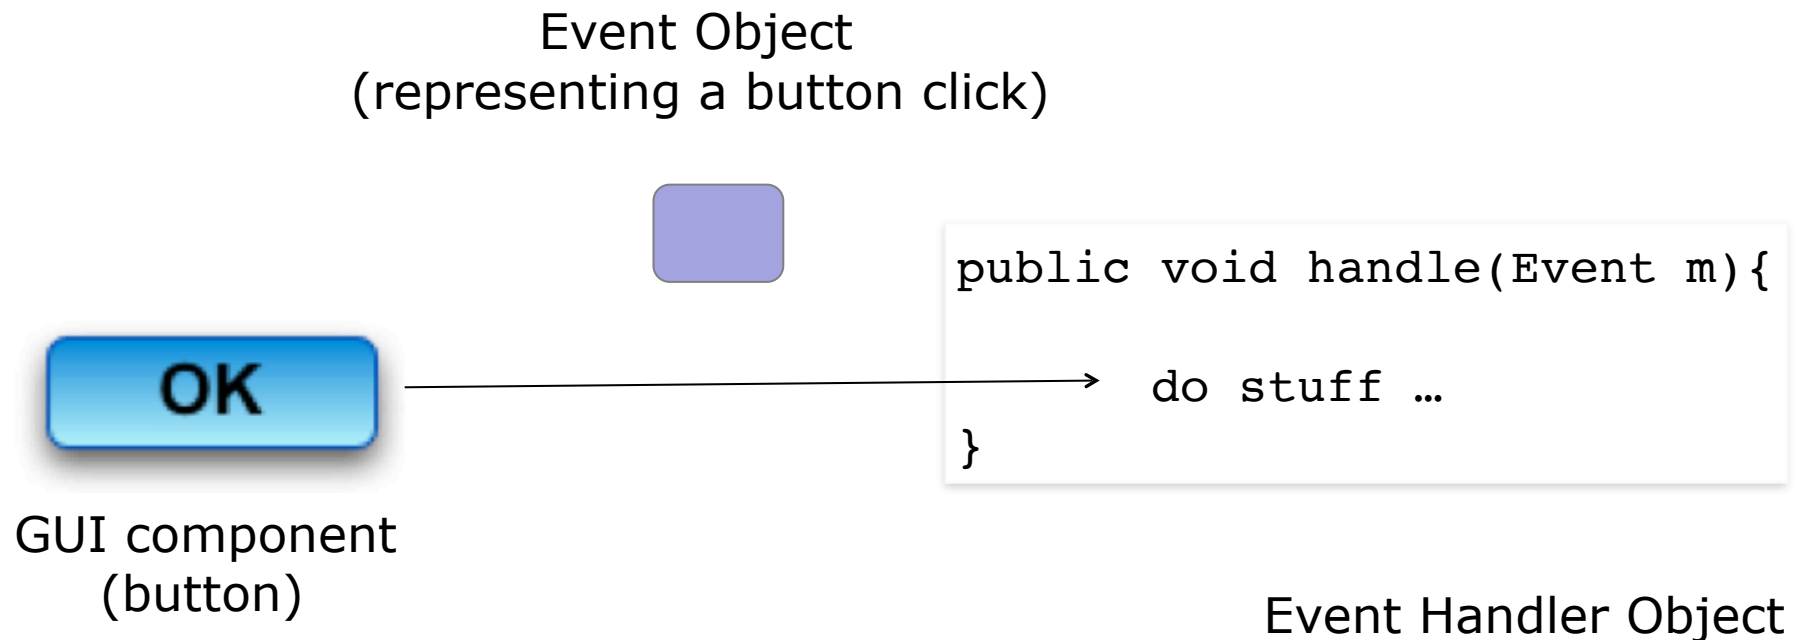 Event Object
(representing a button click)
public void handle(Event m){
do stuff …
}
OK
GUI component
(button)
Event Handler Object